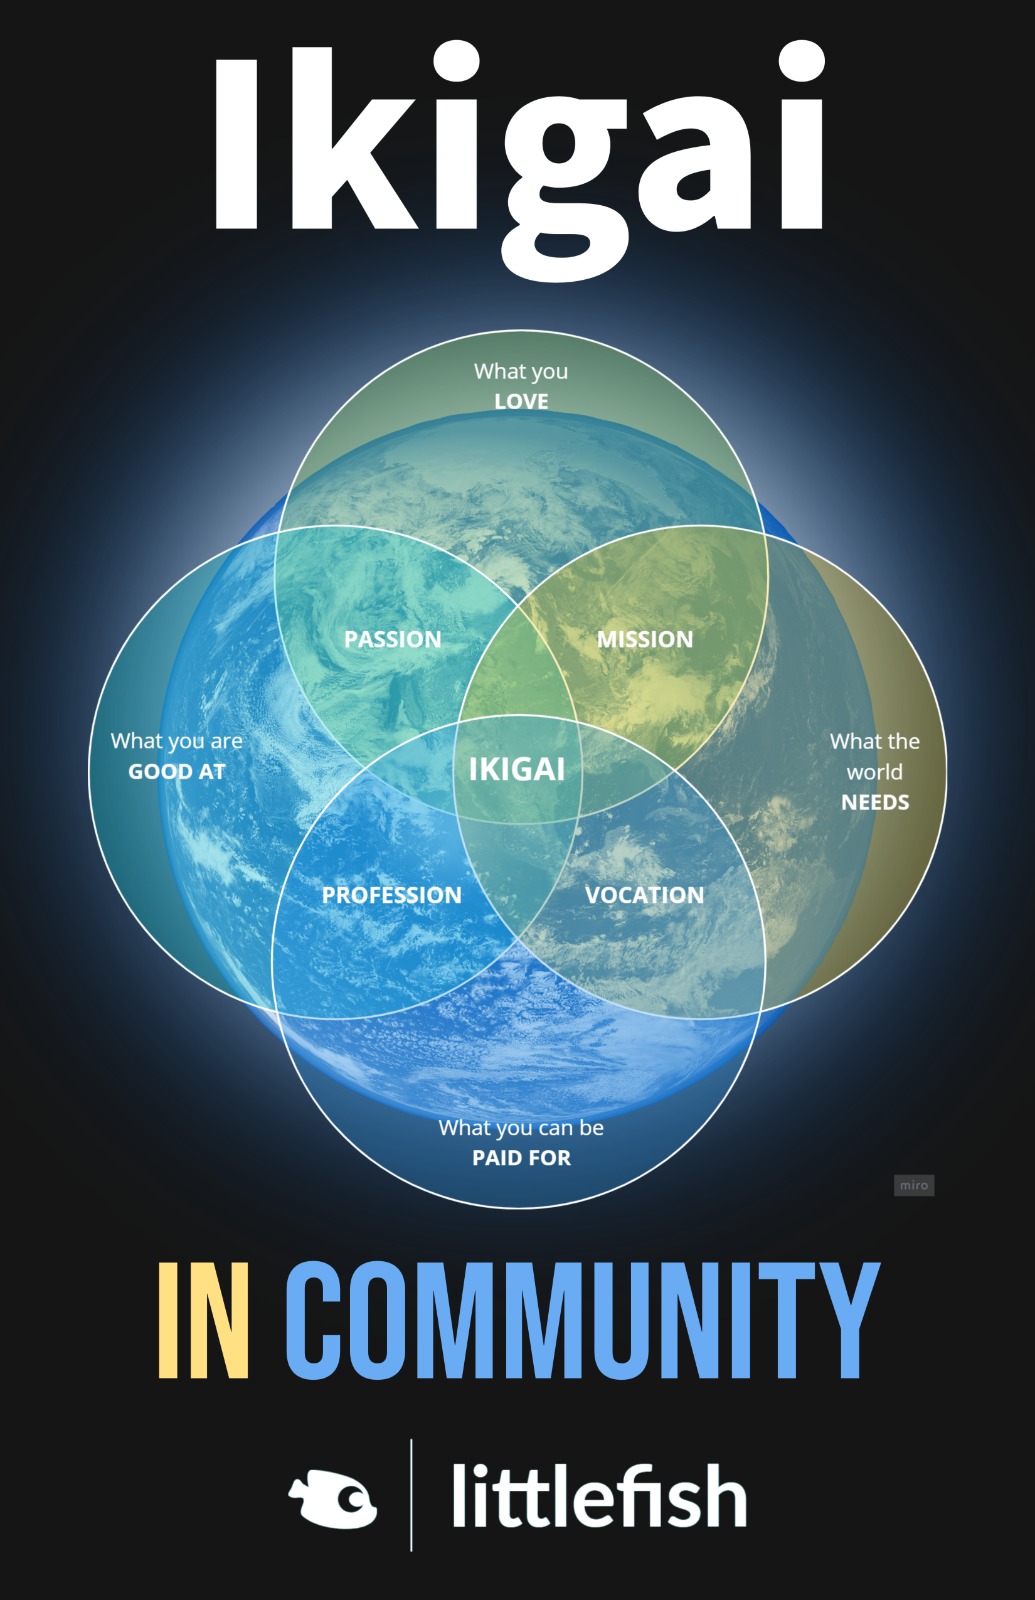 Ikigai
What you
LOVE
PASSION
MISSION
What you are
GOOD AT
IKIGAI
What the
world
NEEDS
PROFESSION
VOCATION
What you can be
PAID FOR
miro
IN COMMUNITY
littlefish